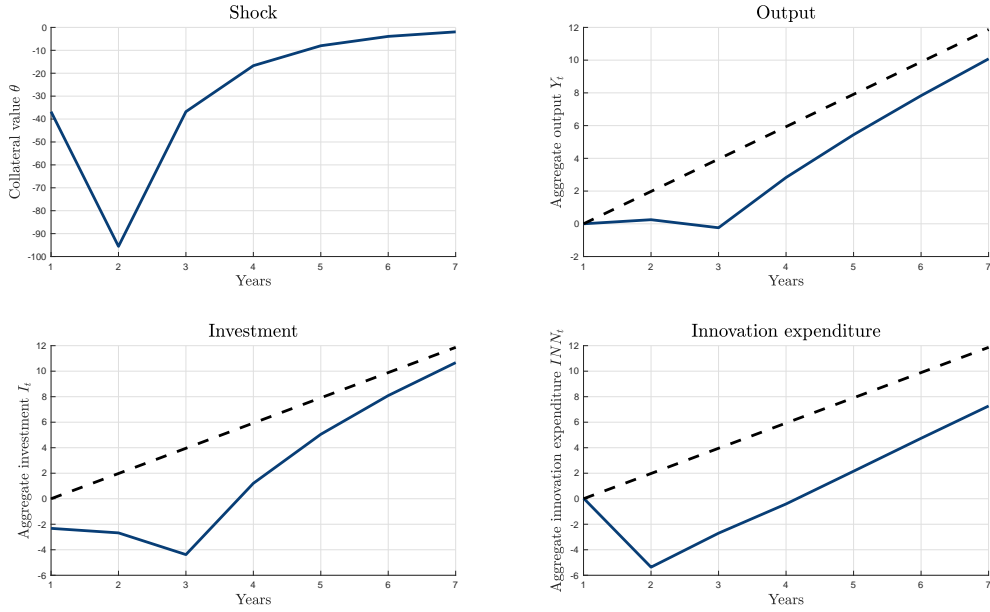 Shock
Collateral value θ
0
-10
-20
-30
-40
-50
-60
-70
-80
-90
-100
1 2 3 4 5 6 7
Years
Output
Aggregate output Y_t
12
10
8
6
4
2
0
-2
1 2 3 4 5 6 7
Years
Investment
Aggregate investment I_t
12
10
8
6
4
2
0
-2
-4
-6
1 2 3 4 5 6 7
Years
Innovation expenditure
Aggregate innovation expenditure INN_t
12
10
8
6
4
2
0
-2
-4
-6
1 2 3 4 5 6 7
Years